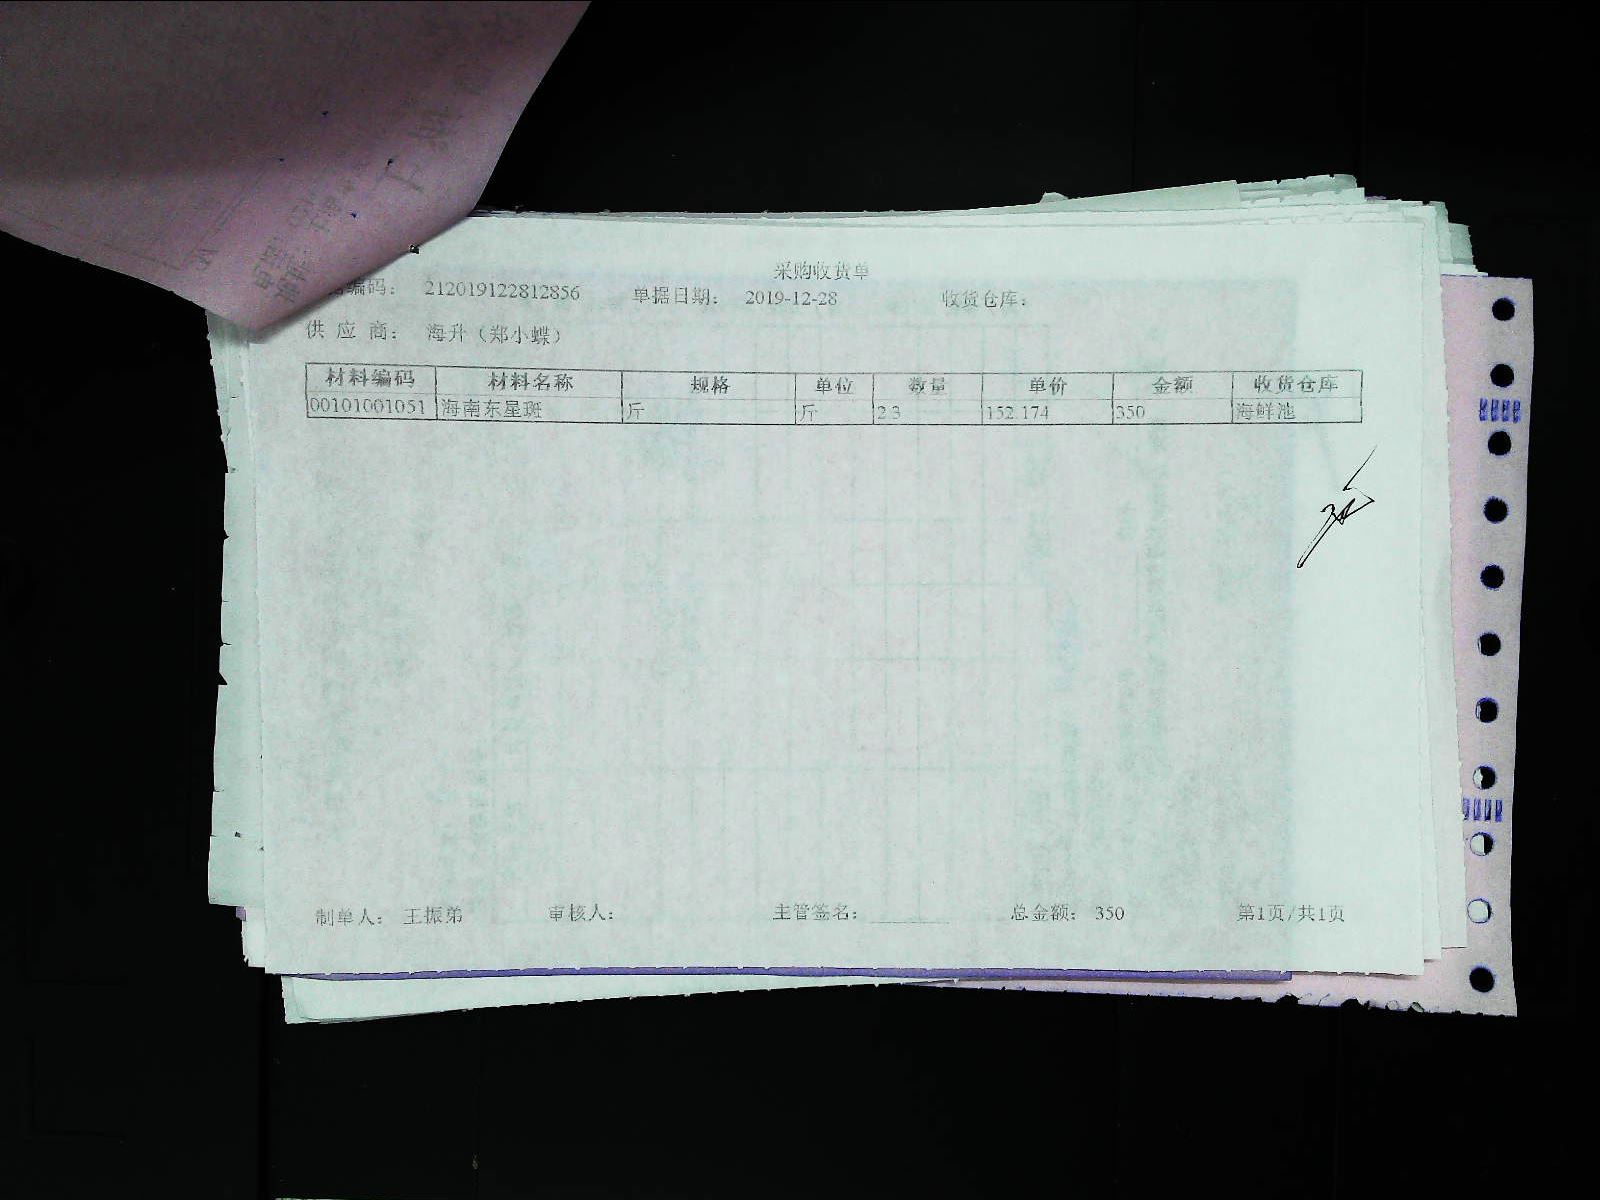 采购收货单
编码： 212019122812856 单据日期： 2019-12-28 收货仓库：
供 应 商： 海升（郑小蝶）
材料编码 材料名称 规格 单位 数量 单价 金额 收货仓库
00101001051 海南东星斑 斤 斤 2.3 152.174 350 海鲜池
制单人： 王振弟 审核人： 主管签名： 总金额： 350 第1页/共1页